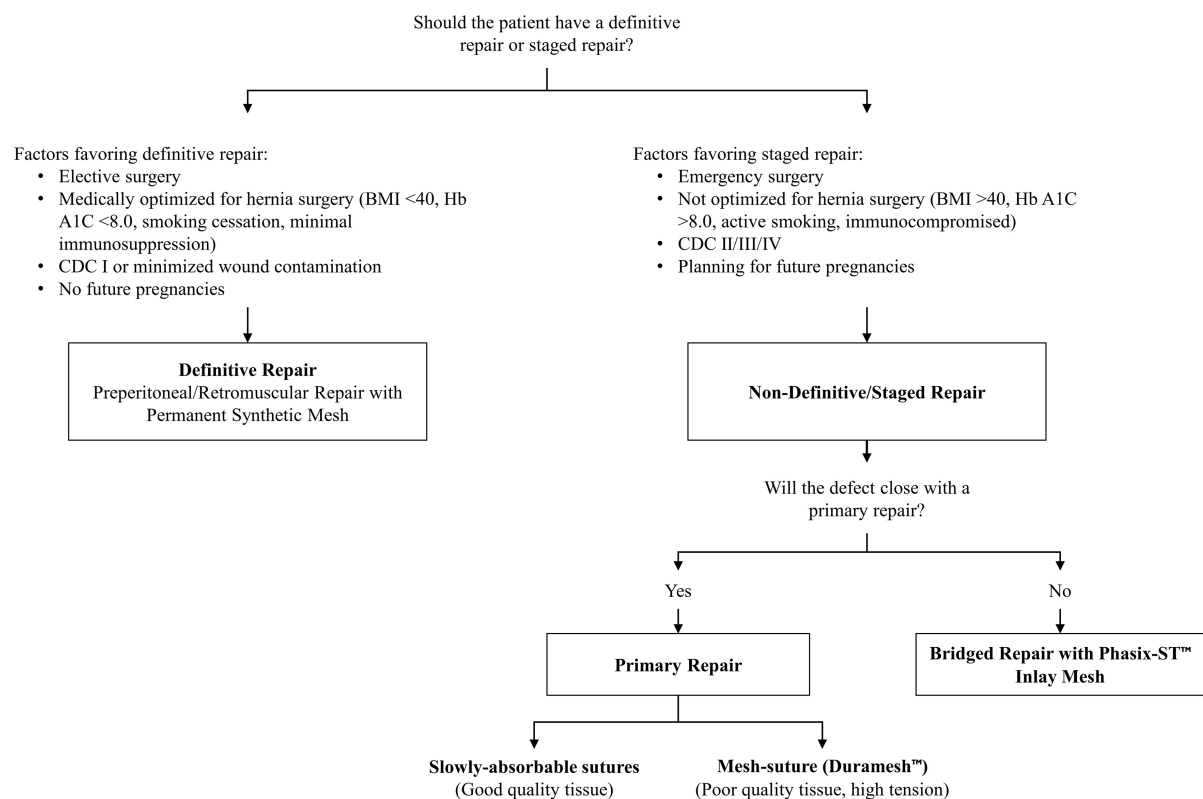 Should the patient have a definitive
repair or staged repair?
Factors favoring definitive repair:
• Elective surgery
• Medically optimized for hernia surgery (BMI <40, Hb
A1C <8.0, smoking cessation, minimal
immunosuppression)
• CDC I or minimized wound contamination
• No future pregnancies
Factors favoring staged repair:
• Emergency surgery
• Not optimized for hernia surgery (BMI >40, Hb A1C
>8.0, active smoking, immunocompromised)
• CDC II/III/IV
• Planning for future pregnancies
Definitive Repair
Preperitoneal/Retromuscular Repair with
Permanent Synthetic Mesh
Non-Definitive/Staged Repair
Will the defect close with a
primary repair?
Yes
No
Primary Repair
Bridged Repair with Phasix-ST™
Inlay Mesh
Slowly-absorbable sutures
(Good quality tissue)
Mesh-suture (Duramesh™)
(Poor quality tissue, high tension)